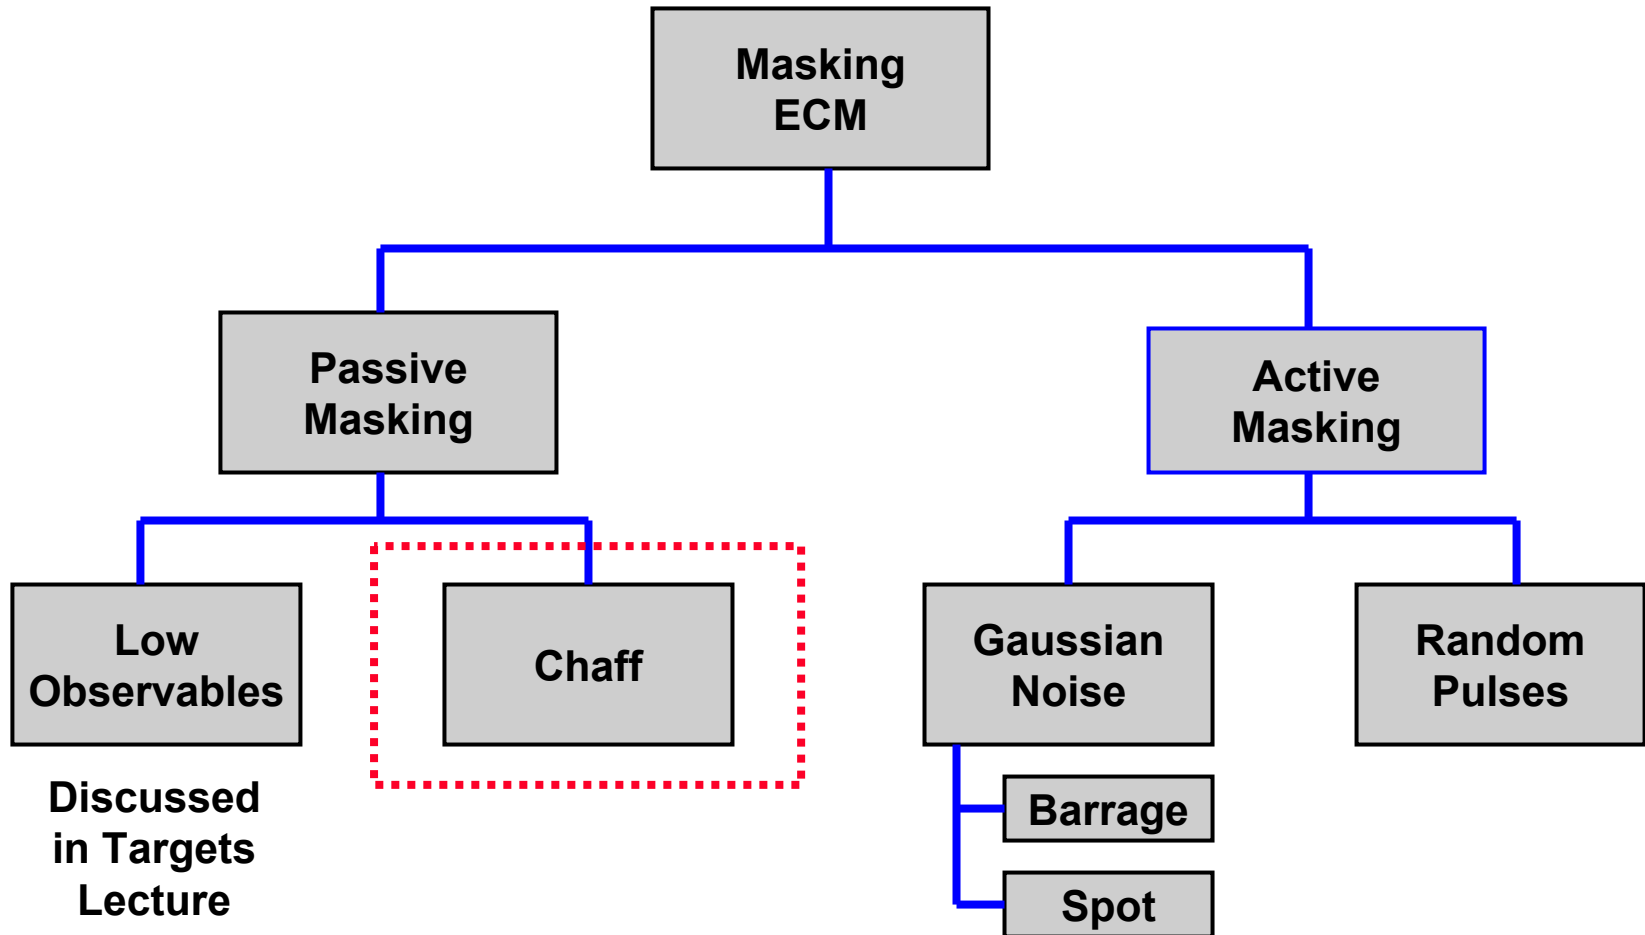 Masking
ECM
Passive
Masking
Active
Masking
Low
Observables
Chaff
Gaussian
Noise
Random
Pulses
Discussed
in Targets
Lecture
Barrage
Spot